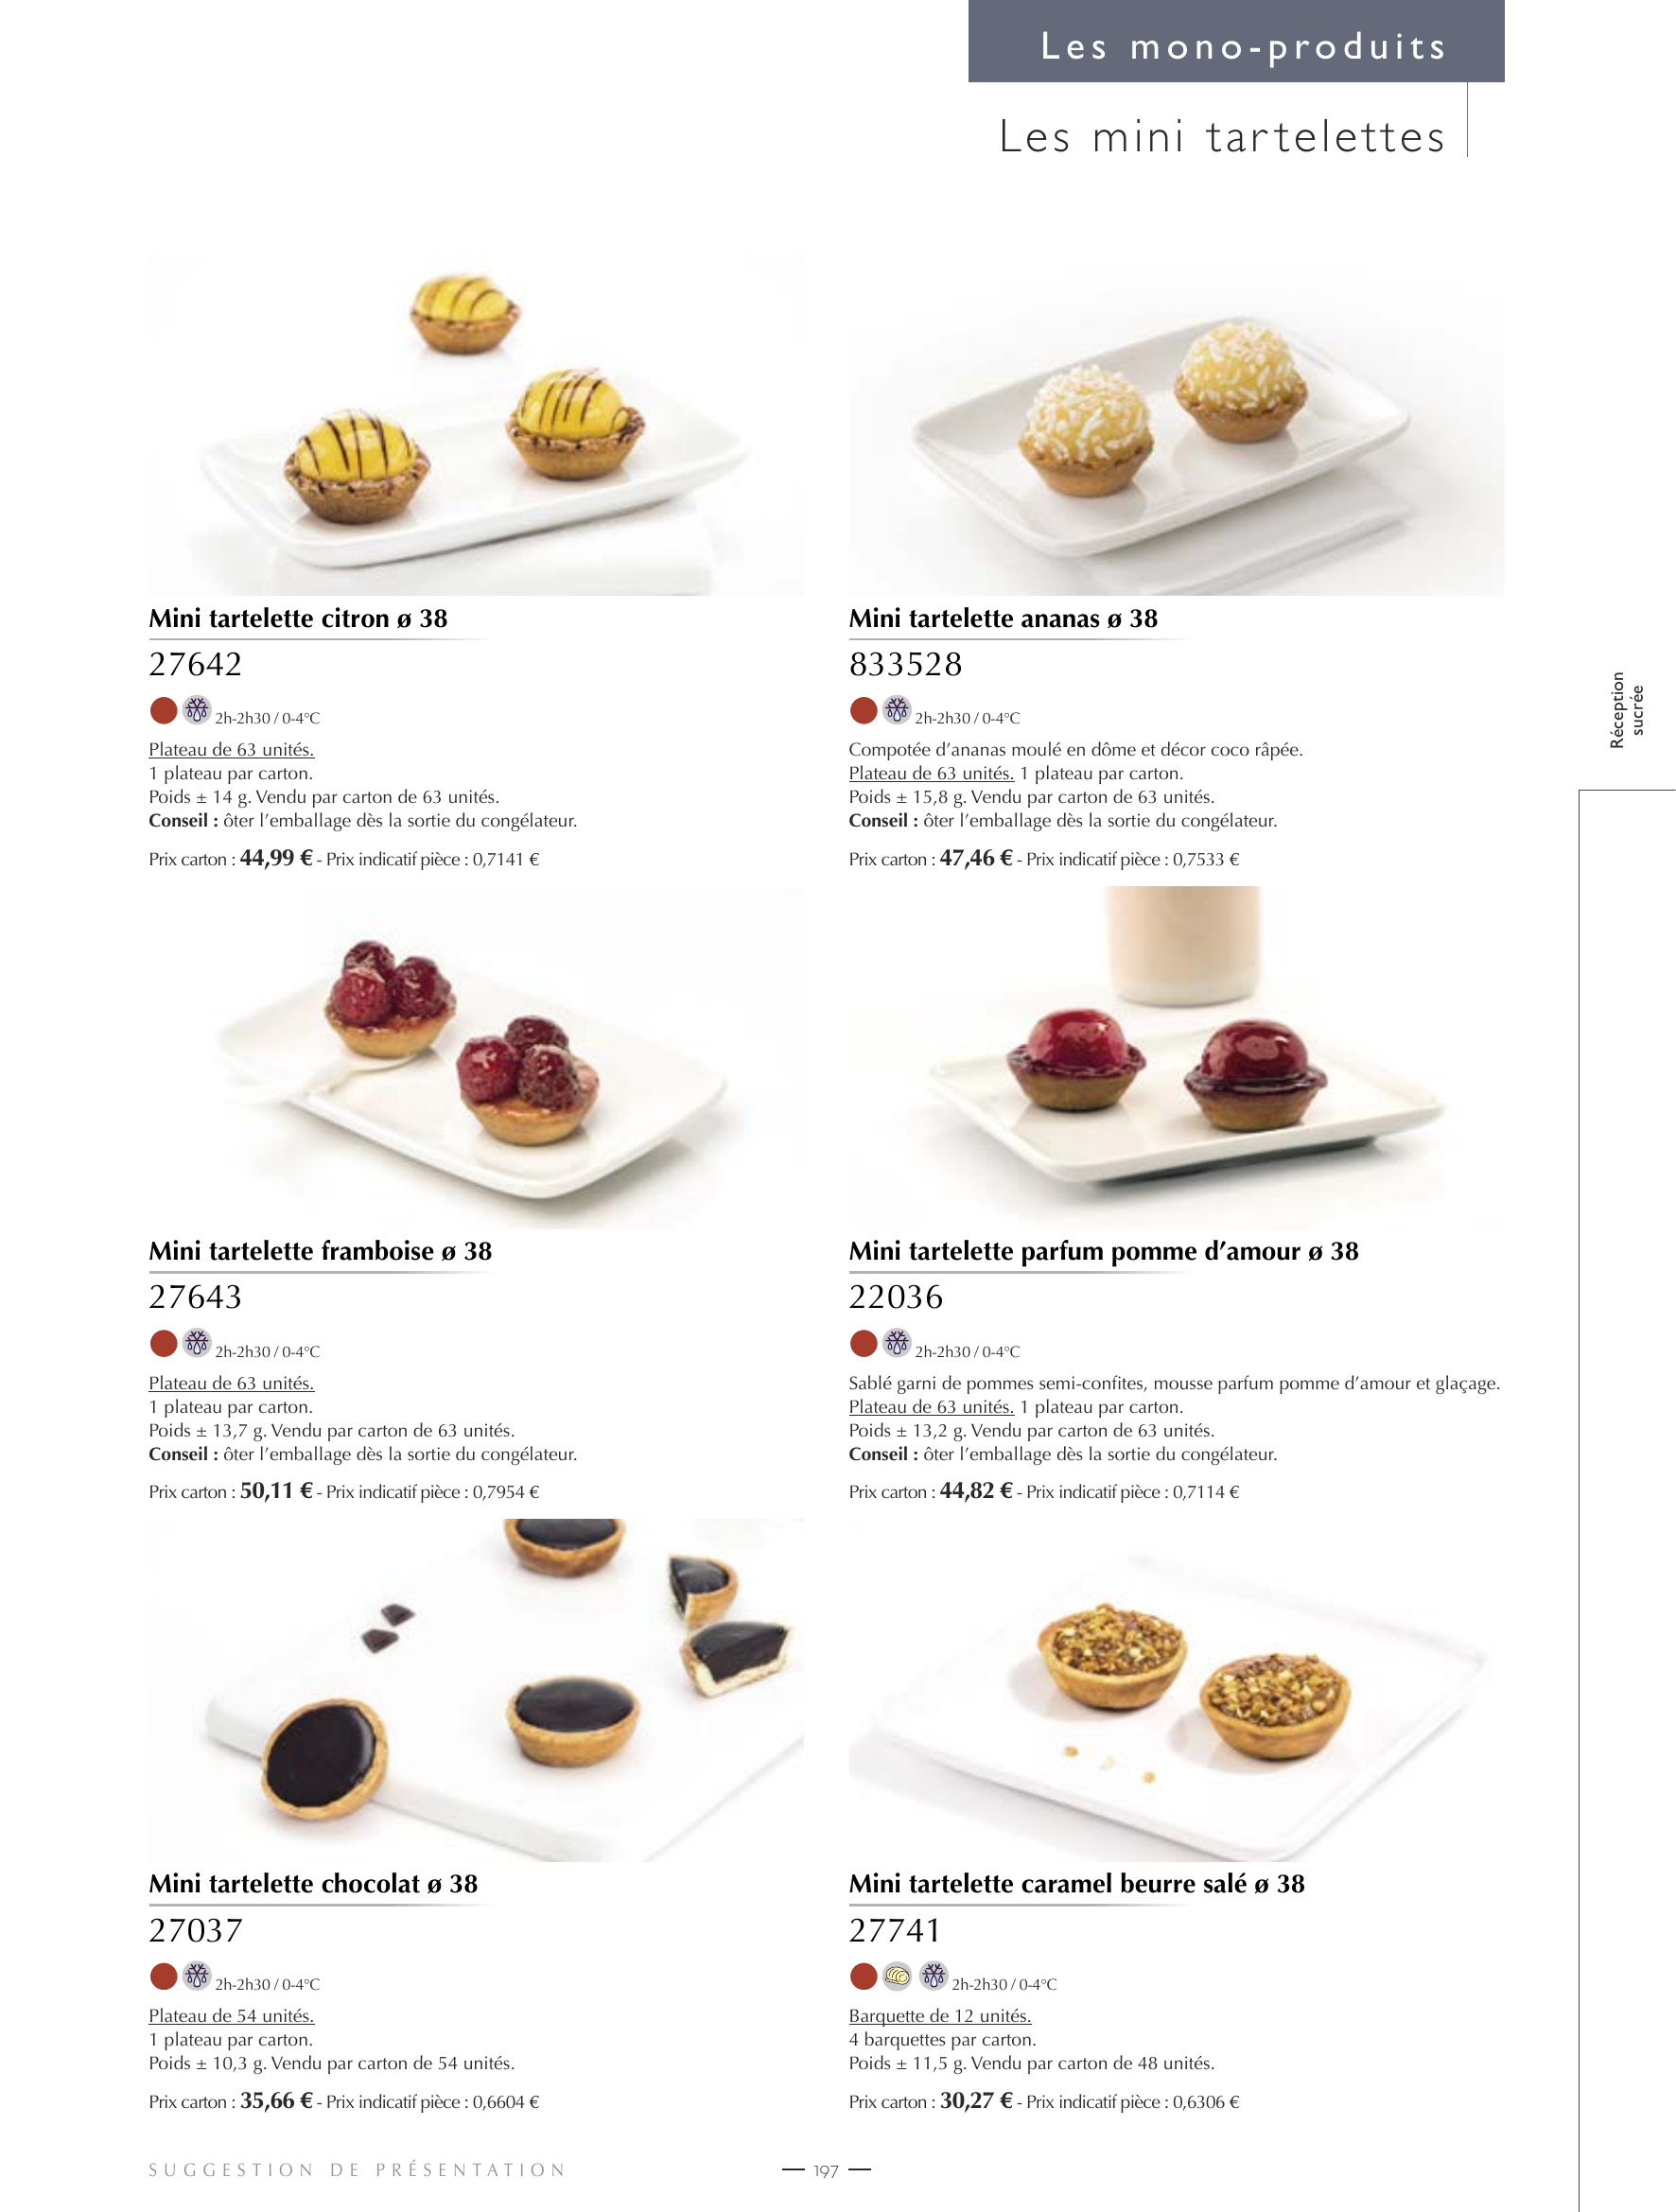 Les mono-produits
Les mini tartelettes
Mini tartelette citron ø 38
27642
2h-2h30 / 0-4°C
Plateau de 63 unités.
1 plateau par carton.
Poids ± 14 g. Vendu par carton de 63 unités.
Conseil : ôter l'emballage dès la sortie du congélateur.
Prix carton : 44,99 € - Prix indicatif pièce : 0,7141 €
Mini tartelette ananas ø 38
833528
2h-2h30 / 0-4°C
Compotée d'ananas moulé en dôme et décor coco râpée.
Plateau de 63 unités. 1 plateau par carton.
Poids ± 15,8 g. Vendu par carton de 63 unités.
Conseil : ôter l'emballage dès la sortie du congélateur.
Prix carton : 47,46 € - Prix indicatif pièce : 0,7533 €
Réception
sucrée
Mini tartelette framboise ø 38
27643
2h-2h30 / 0-4°C
Plateau de 63 unités.
1 plateau par carton.
Poids ± 13,7 g. Vendu par carton de 63 unités.
Conseil : ôter l'emballage dès la sortie du congélateur.
Prix carton : 50,11 € - Prix indicatif pièce : 0,7954 €
Mini tartelette parfum pomme d'amour ø 38
22036
2h-2h30 / 0-4°C
Sablé garni de pommes semi-confites, mousse parfum pomme d'amour et glaçage.
Plateau de 63 unités. 1 plateau par carton.
Poids ± 13,2 g. Vendu par carton de 63 unités.
Conseil : ôter l'emballage dès la sortie du congélateur.
Prix carton : 44,82 € - Prix indicatif pièce : 0,7114 €
Mini tartelette chocolat ø 38
27037
2h-2h30 / 0-4°C
Plateau de 54 unités.
1 plateau par carton.
Poids ± 10,3 g. Vendu par carton de 54 unités.
Prix carton : 35,66 € - Prix indicatif pièce : 0,6604 €
Mini tartelette caramel beurre salé ø 38
27741
2h-2h30 / 0-4°C
Barquette de 12 unités.
4 barquettes par carton.
Poids ± 11,5 g. Vendu par carton de 48 unités.
Prix carton : 30,27 € - Prix indicatif pièce : 0,6306 €
SUGGESTION DE PRÉSENTATION
— 197 —